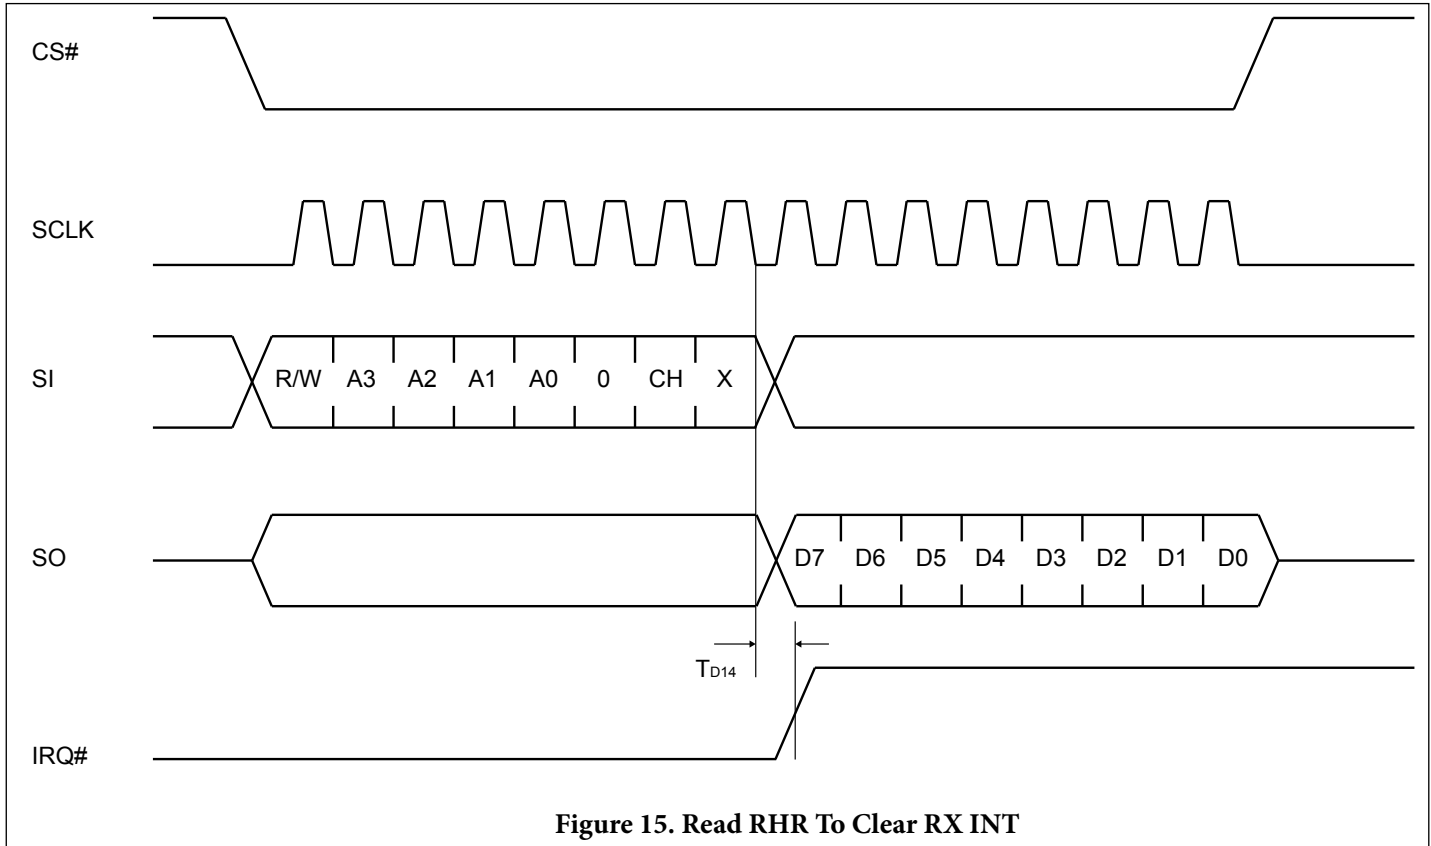 CS#
SCLK
SI
R/W A3 A2 A1 A0 0 CH X
SO
D7 D6 D5 D4 D3 D2 D1 D0
TD14
IRQ#
Figure 15. Read RHR To Clear RX INT